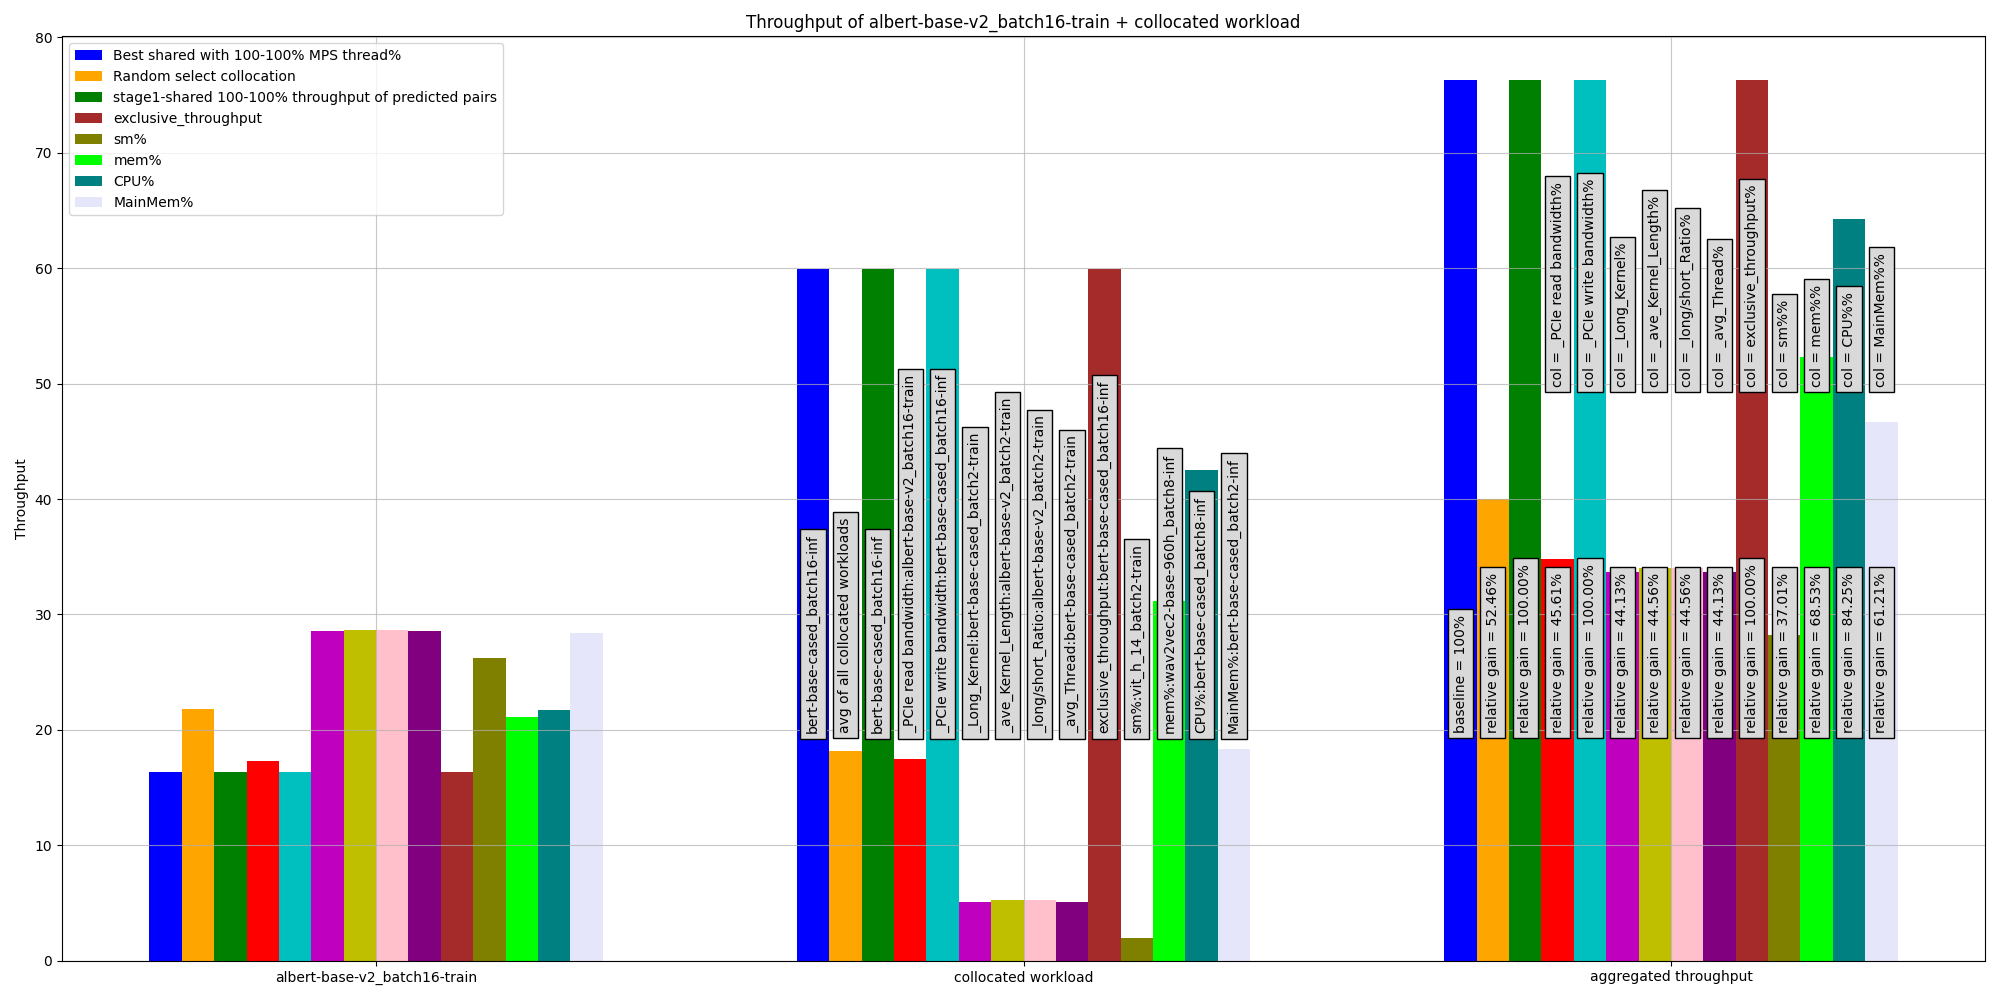 Throughput of albert-base-v2_batch16-train + collocated workload
Best shared with 100-100% MPS thread%
Random select collocation
stage1-shared 100-100% throughput of predicted pairs
exclusive_throughput
sm%
mem%
CPU%
MainMem%
Throughput
80
70
60
50
40
30
20
10
0
bert-base-cased_batch16-inf
avg of all collocated workloads
bert-base-cased_batch16-inf
_PCIe read bandwidth:albert-base-v2_batch16-train
_PCIe write bandwidth:bert-base-cased_batch16-inf
_Long_Kernel:bert-base-cased_batch2-train
_ave_Kernel_Length:albert-base-v2_batch2-train
_long/short_Ratio:albert-base-v2_batch2-train
_avg_Thread:bert-base-cased_batch2-train
exclusive_throughput:bert-base-cased_batch16-inf
sm%:vit_h_14_batch2-train
mem%:wav2vec2-base-960h_batch8-inf
CPU%:bert-base-cased_batch8-inf
MainMem%:bert-base-cased_batch2-inf
col = _PCIe read bandwidth%
col = _PCIe write bandwidth%
col = _Long_Kernel%
col = _ave_Kernel_Length%
col = _long/short_Ratio%
col = _avg_Thread%
col = exclusive_throughput%
col = sm%%
col = mem%%
col = CPU%%
col = MainMem%%
baseline = 100%
relative gain = 52.46%
relative gain = 100.00%
relative gain = 45.61%
relative gain = 100.00%
relative gain = 44.13%
relative gain = 44.56%
relative gain = 44.56%
relative gain = 44.13%
relative gain = 100.00%
relative gain = 37.01%
relative gain = 68.53%
relative gain = 84.25%
relative gain = 61.21%
albert-base-v2_batch16-train
collocated workload
aggregated throughput